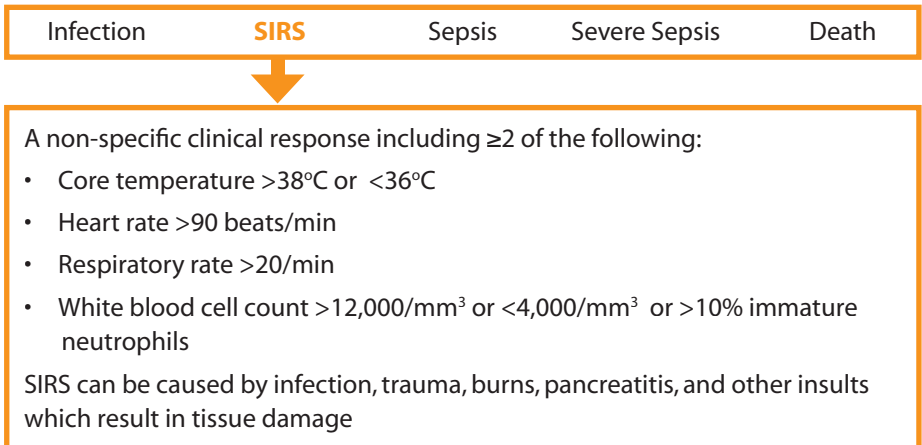 Infection SIRS Sepsis Severe Sepsis Death
A non-specific clinical response including ≥2 of the following:
• Core temperature >38°C or <36°C
• Heart rate >90 beats/min
• Respiratory rate >20/min
• White blood cell count >12,000/mm³ or <4,000/mm³ or >10% immature
neutrophils
SIRS can be caused by infection, trauma, burns, pancreatitis, and other insults
which result in tissue damage